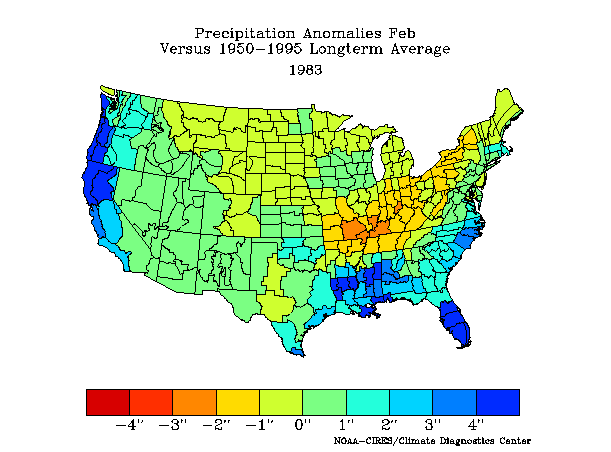 Precipitation Anomalies Feb
Versus 1950-1995 Longterm Average
1983
-4" -3" -2" -1" 0" 1" 2" 3" 4"
NOAA-CIRES/Climate Diagnostics Center